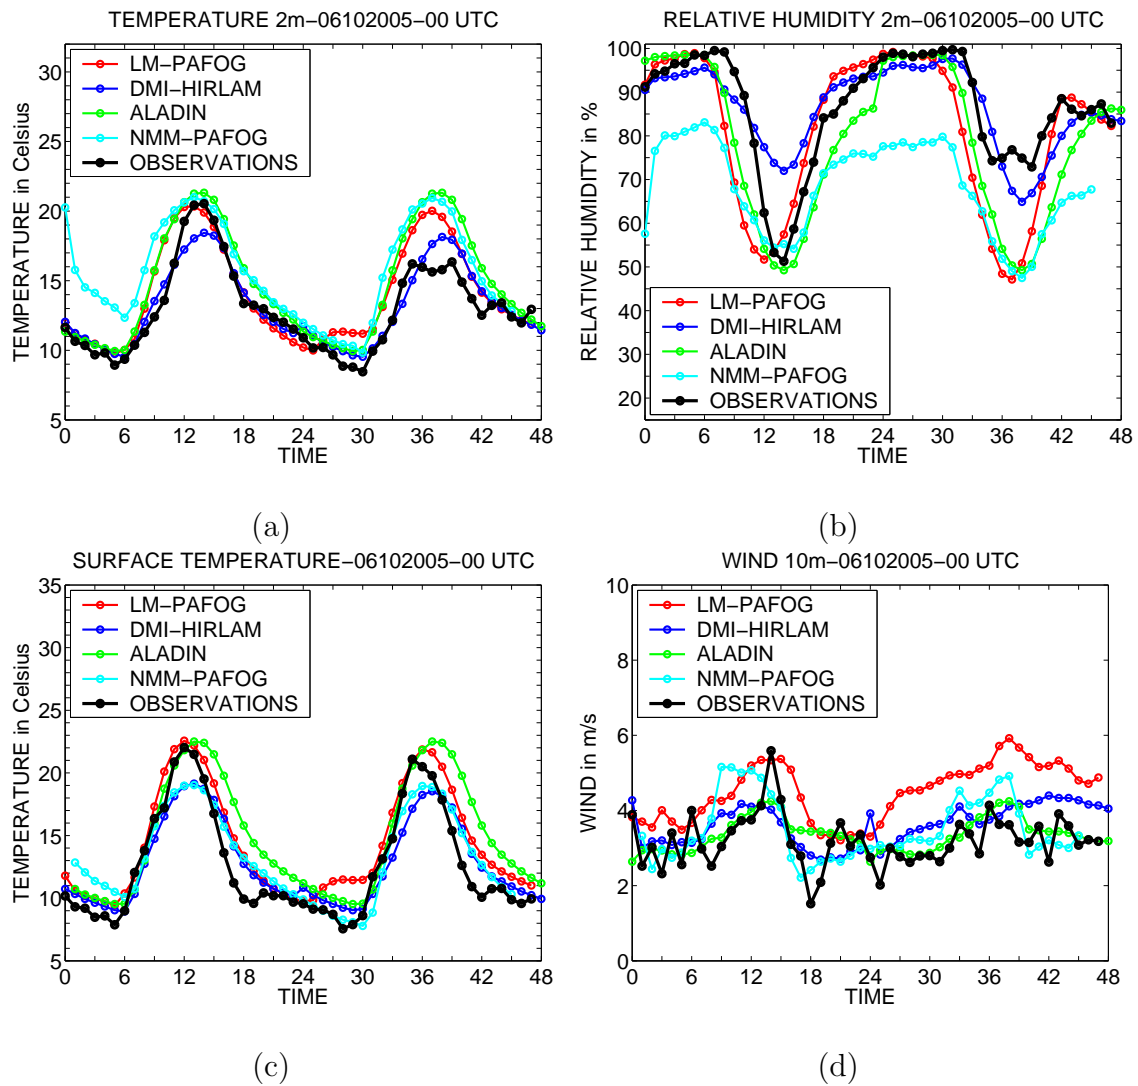 TEMPERATURE 2m−06102005−00 UTC
TEMPERATURE in Celsius
30
25
20
15
10
5
LM−PAFOG
DMI−HIRLAM
ALADIN
NMM−PAFOG
OBSERVATIONS
0 6 12 18 24 30 36 42 48
TIME
(a)
RELATIVE HUMIDITY 2m−06102005−00 UTC
RELATIVE HUMIDITY in %
100
90
80
70
60
50
40
30
20
LM−PAFOG
DMI−HIRLAM
ALADIN
NMM−PAFOG
OBSERVATIONS
0 6 12 18 24 30 36 42 48
TIME
(b)
SURFACE TEMPERATURE−06102005−00 UTC
TEMPERATURE in Celsius
35
30
25
20
15
10
5
LM−PAFOG
DMI−HIRLAM
ALADIN
NMM−PAFOG
OBSERVATIONS
0 6 12 18 24 30 36 42 48
TIME
(c)
WIND 10m−06102005−00 UTC
WIND in m/s
10
8
6
4
2
0
LM−PAFOG
DMI−HIRLAM
ALADIN
NMM−PAFOG
OBSERVATIONS
0 6 12 18 24 30 36 42 48
TIME
(d)